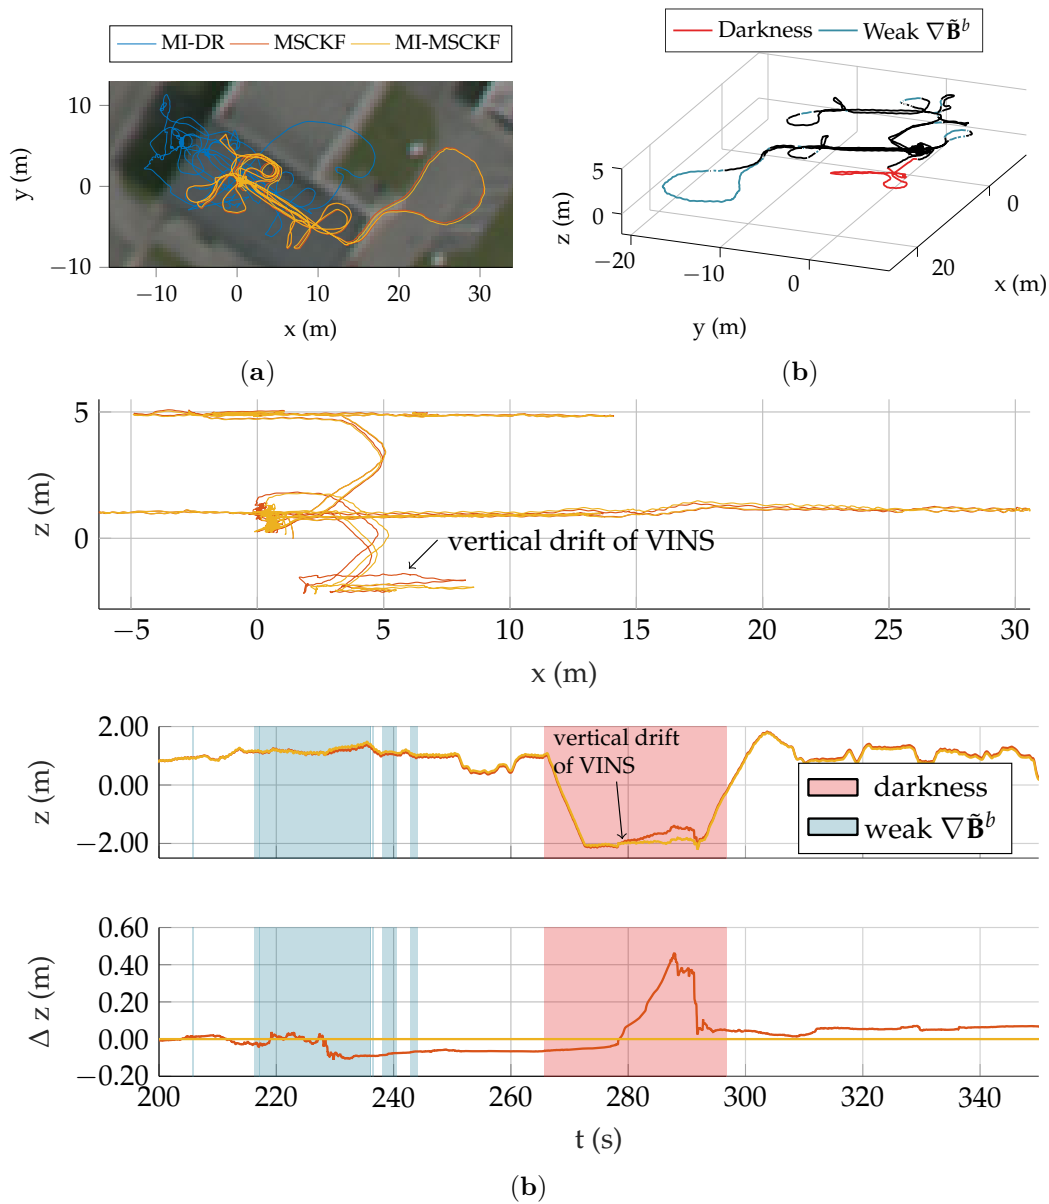 MI-DR MSCKF MI-MSCKF
y (m)
10
0
−10
−10 0 10 20 30
x (m)
(a)
Darkness Weak ∇B̃ᵇ
z (m)
5
0
−20
−10
0
0
20
x (m)
y (m)
(b)
z (m)
5
0
vertical drift of VINS
−5 0 5 10 15 20 25 30
x (m)
z (m)
2.00
0.00
−2.00
vertical drift
of VINS
darkness
weak ∇B̃ᵇ
Δ z (m)
0.60
0.40
0.20
0.00
−0.20
200 220 240 260 280 300 320 340
t (s)
(b)